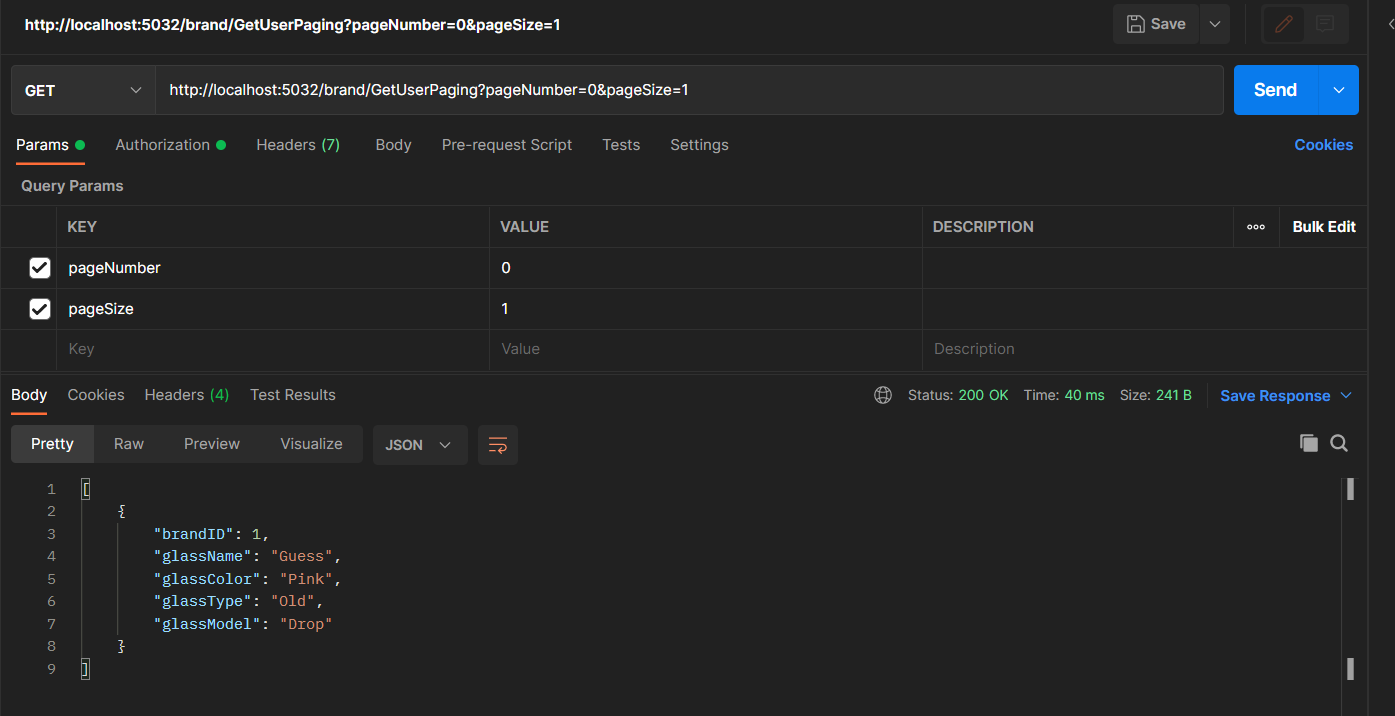 http://localhost:5032/brand/GetUserPaging?pageNumber=0&pageSize=1
Save
GET
http://localhost:5032/brand/GetUserPaging?pageNumber=0&pageSize=1
Send
Params Authorization Headers (7) Body Pre-request Script Tests Settings Cookies
Query Params
KEY VALUE DESCRIPTION ooo Bulk Edit
pageNumber 0
pageSize 1
Key Value Description
Body Cookies Headers (4) Test Results Status: 200 OK Time: 40 ms Size: 241 B Save Response
Pretty Raw Preview Visualize JSON
1 [
2 {
3 "brandID": 1,
4 "glassName": "Guess",
5 "glassColor": "Pink",
6 "glassType": "Old",
7 "glassModel": "Drop"
8 }
9 ]